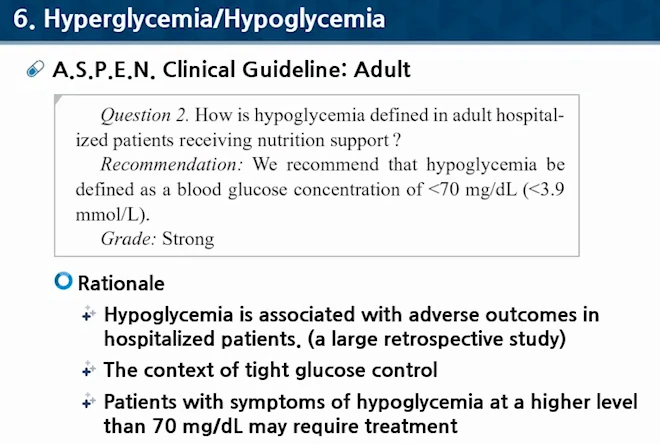 6. Hyperglycemia/Hypoglycemia
A.S.P.E.N. Clinical Guideline: Adult
Question 2. How is hypoglycemia defined in adult hospital-
ized patients receiving nutrition support?
Recommendation: We recommend that hypoglycemia be
defined as a blood glucose concentration of <70 mg/dL (<3.9
mmol/L).
Grade: Strong
Rationale
Hypoglycemia is associated with adverse outcomes in
hospitalized patients. (a large retrospective study)
The context of tight glucose control
Patients with symptoms of hypoglycemia at a higher level
than 70 mg/dL may require treatment